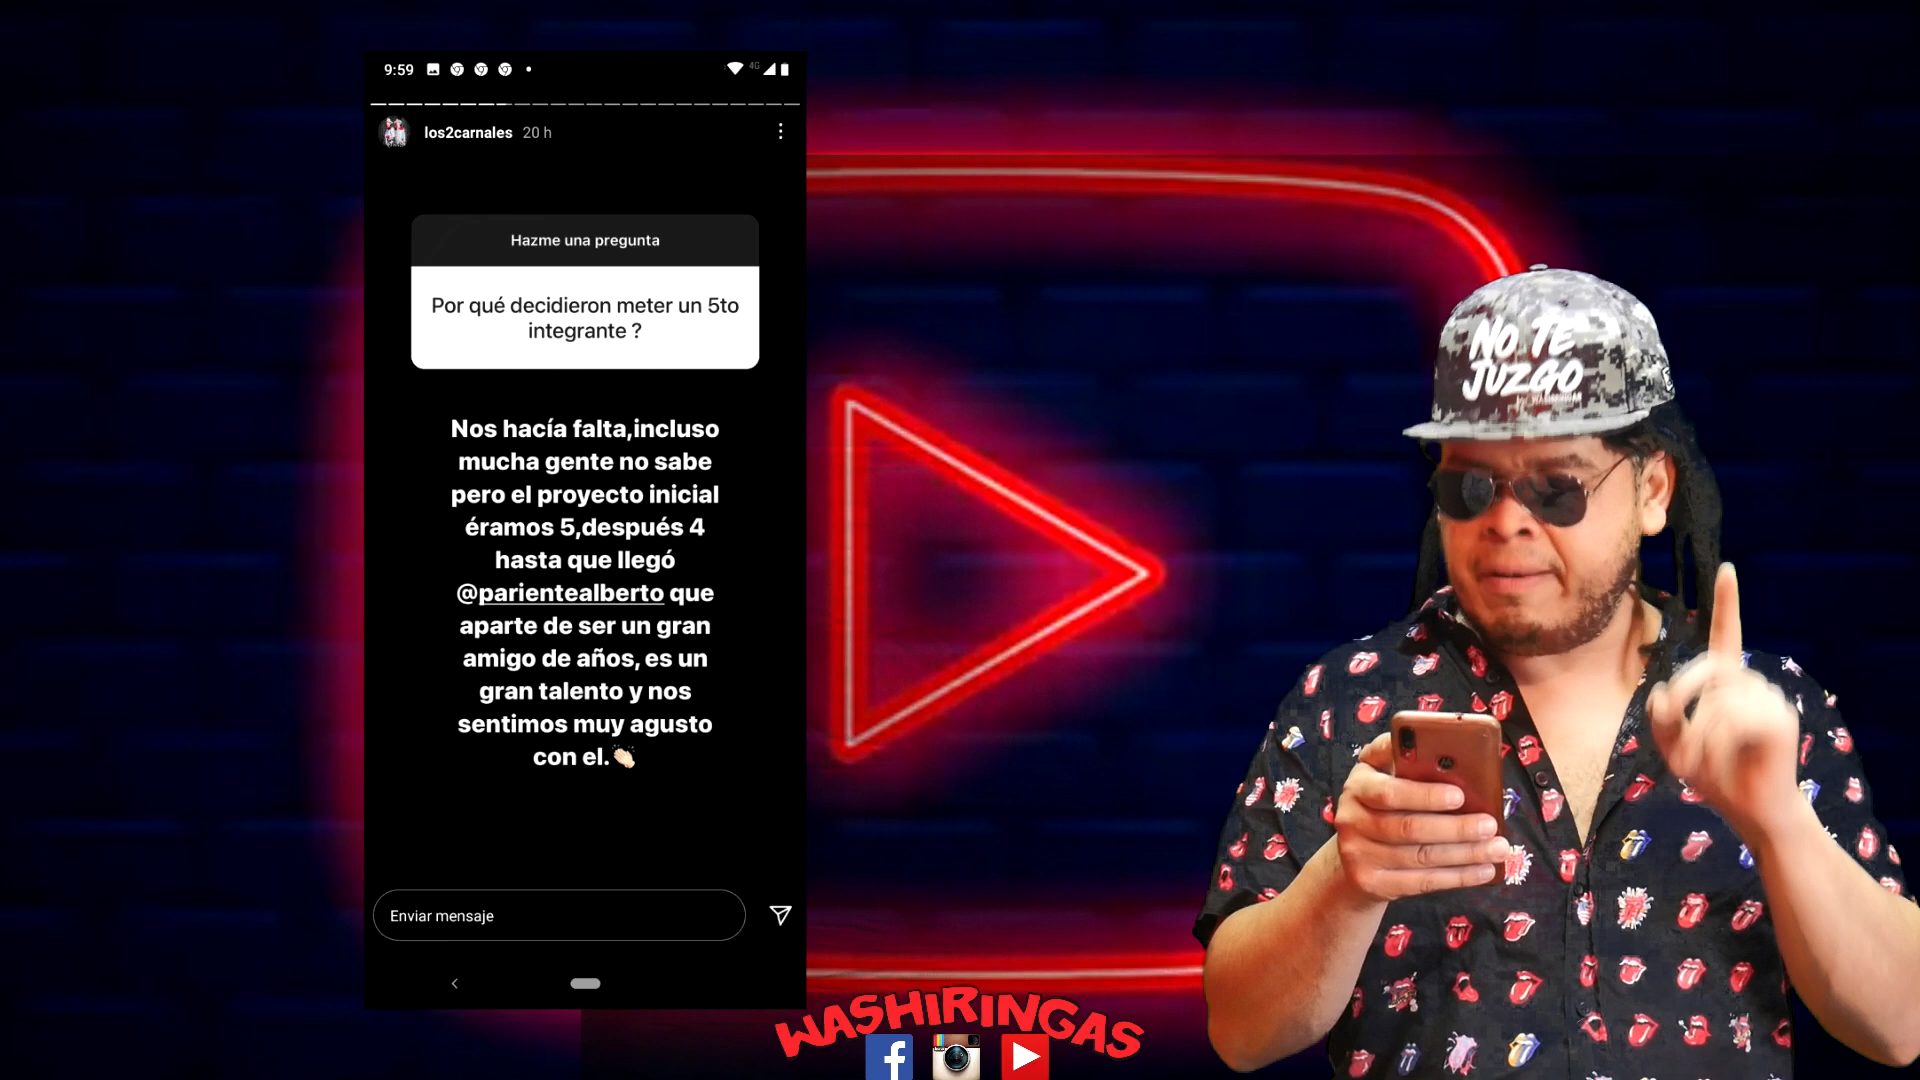 9:59
4G
los2carnales 20 h
Hazme una pregunta
Por qué decidieron meter un 5to
integrante ?
Nos hacía falta,incluso
mucha gente no sabe
pero el proyecto inicial
éramos 5,después 4
hasta que llegó
@parientealberto que
aparte de ser un gran
amigo de años, es un
gran talento y nos
sentimos muy agusto
con el.👏🏻
Enviar mensaje
NO TE
JUZGO
WASHIRINGAS
f